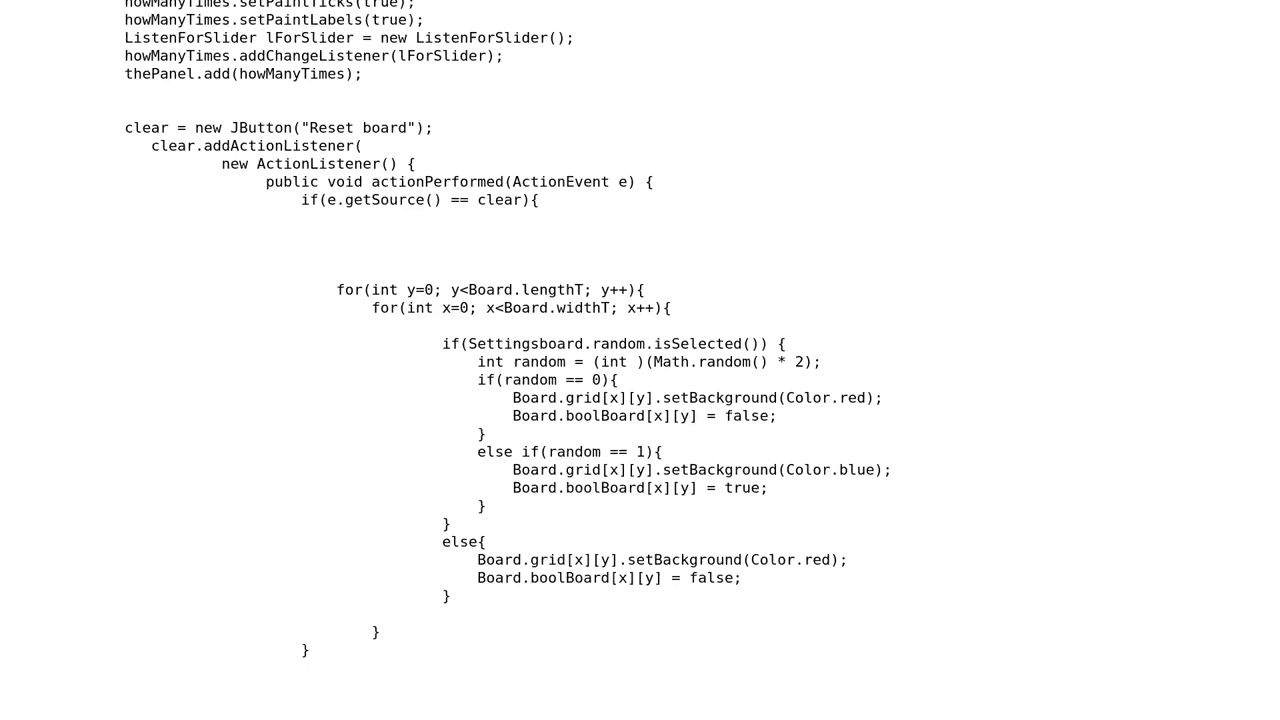 howManyTimes.setPaintTicks(true);
howManyTimes.setPaintLabels(true);
ListenForSlider lForSlider = new ListenForSlider();
howManyTimes.addChangeListener(lForSlider);
thePanel.add(howManyTimes);
clear = new JButton("Reset board");
clear.addActionListener(
new ActionListener() {
public void actionPerformed(ActionEvent e) {
if(e.getSource() == clear){
for(int y=0; y<Board.lengthT; y++){
for(int x=0; x<Board.widthT; x++){
if(Settingsboard.random.isSelected()) {
int random = (int )(Math.random() * 2);
if(random == 0){
Board.grid[x][y].setBackground(Color.red);
Board.boolBoard[x][y] = false;
}
else if(random == 1){
Board.grid[x][y].setBackground(Color.blue);
Board.boolBoard[x][y] = true;
}
}
else{
Board.grid[x][y].setBackground(Color.red);
Board.boolBoard[x][y] = false;
}
}
}